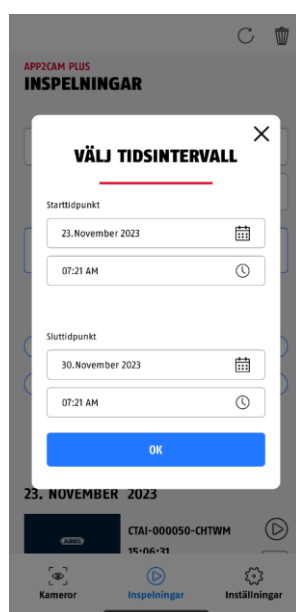 APP2CAM PLUS
INSPELNINGAR
VÄLJ TIDSINTERVALL
Starttidpunkt
23.November 2023
07:21 AM
Sluttidpunkt
30.November 2023
07:21 AM
OK
23. NOVEMBER 2023
ABUS
CTAI-000050-CHTWM
15:06:31
Kameror
Inspelningar
Inställningar